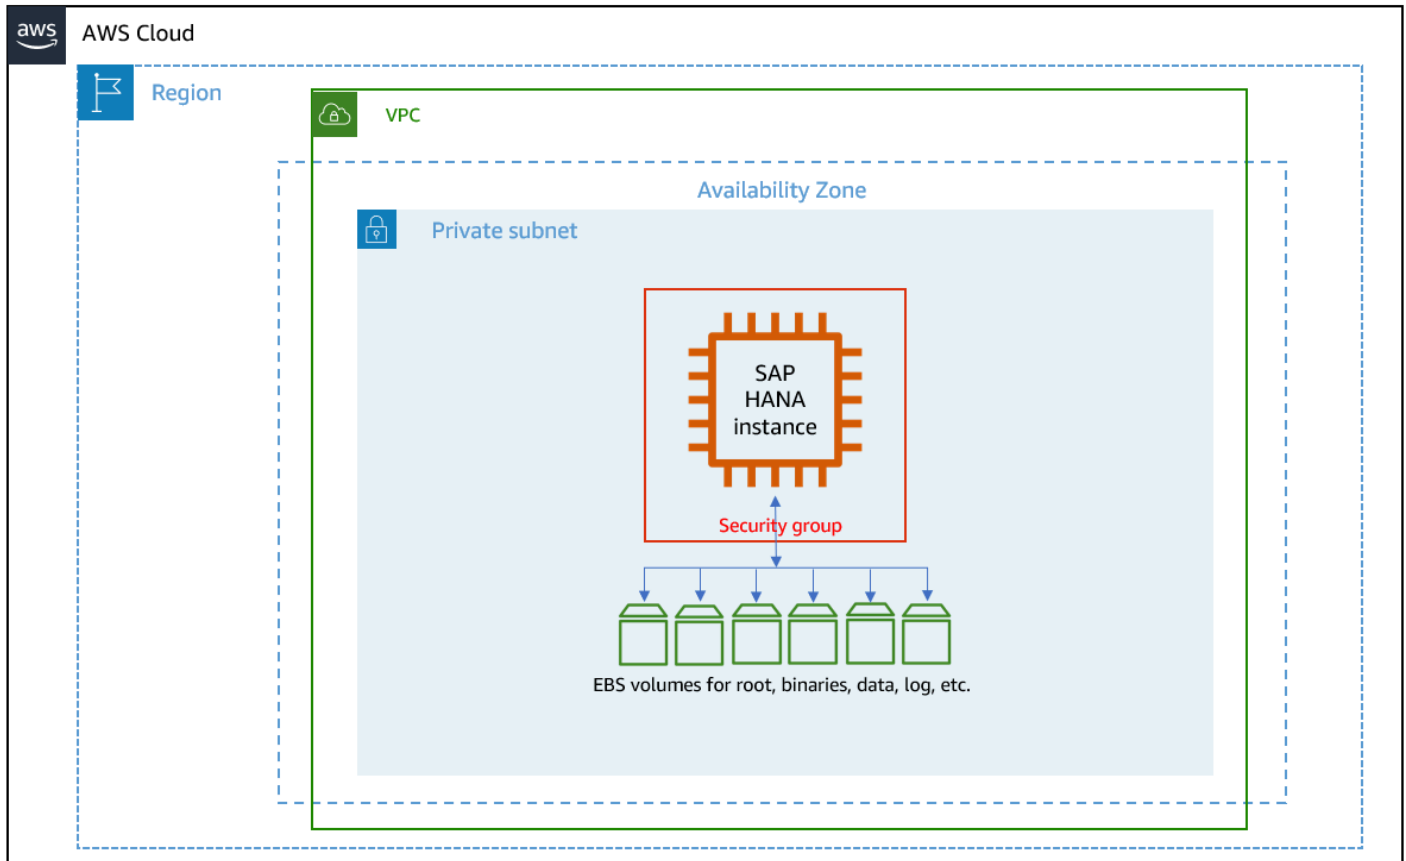 aws
AWS Cloud
Region
VPC
Availability Zone
Private subnet
SAP
HANA
instance
Security group
EBS volumes for root, binaries, data, log, etc.